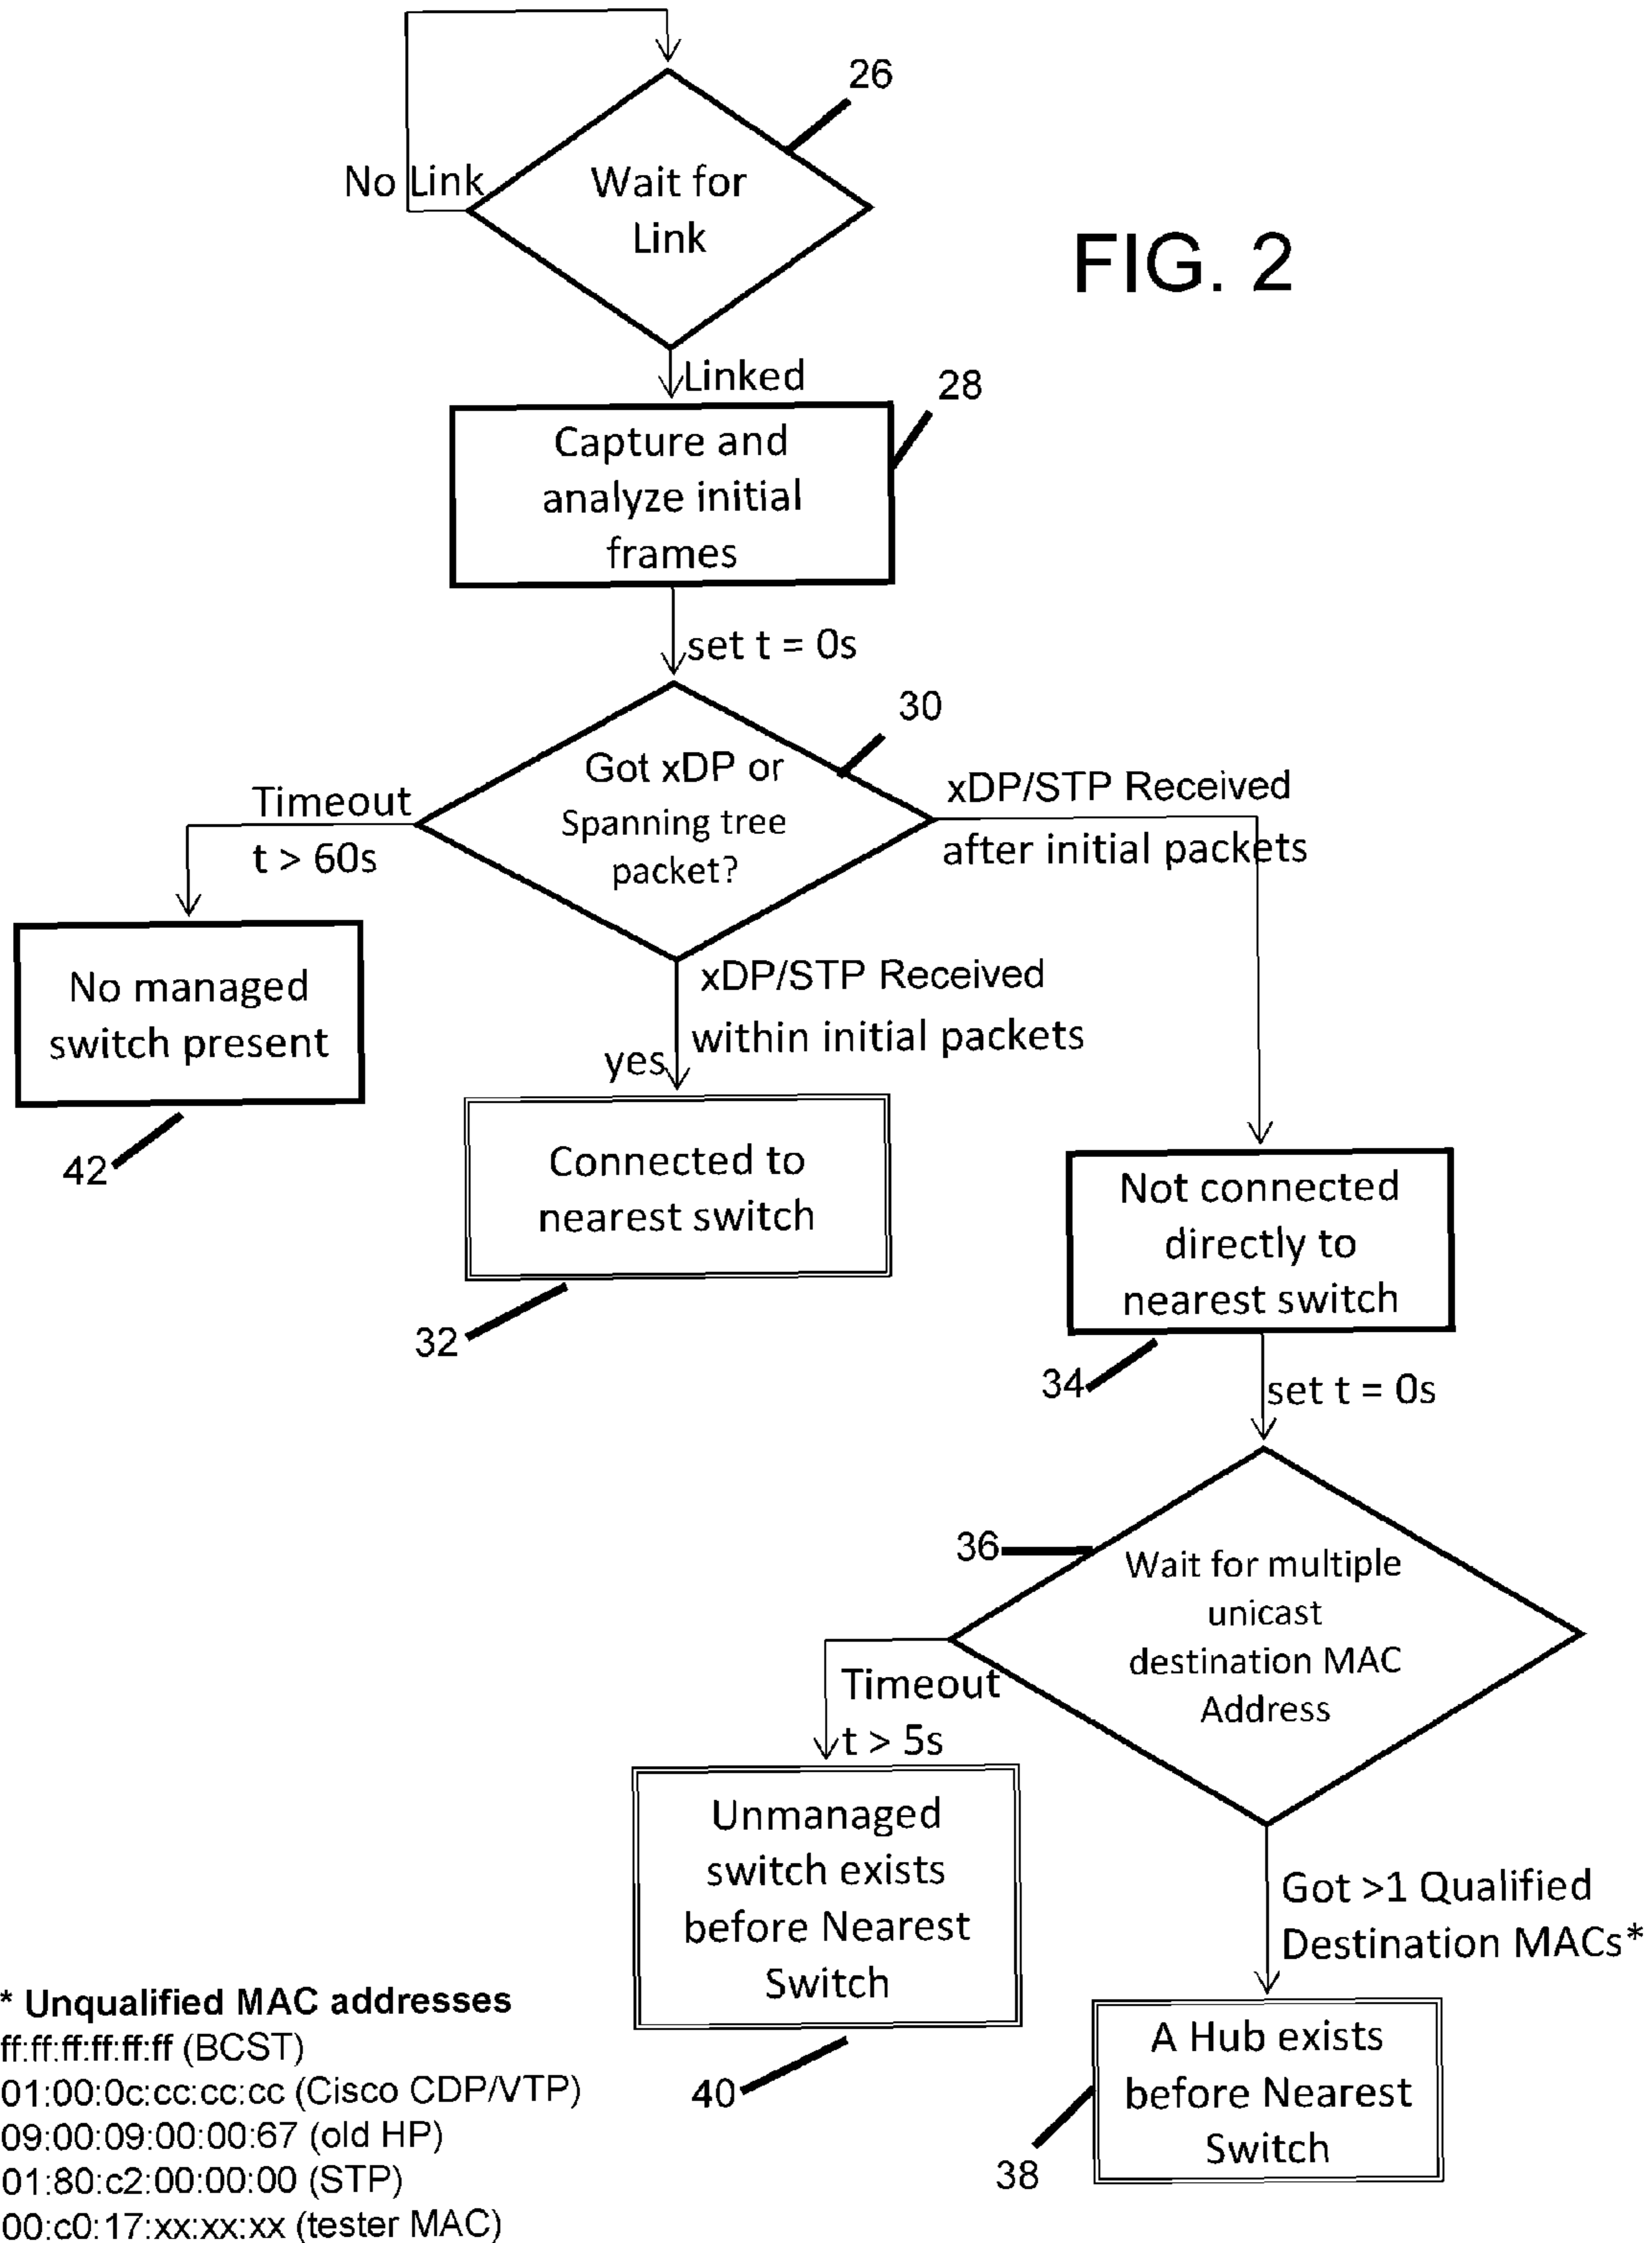 26
No Link
Wait for
Link
FIG. 2
Linked
28
Capture and
analyze initial
frames
set t = 0s
30
Got xDP or
Spanning tree
packet?
Timeout
t > 60s
xDP/STP Received
after initial packets
No managed
switch present
42
xDP/STP Received
within initial packets
yes
Connected to
nearest switch
32
Not connected
directly to
nearest switch
34
set t = 0s
36
Wait for multiple
unicast
destination MAC
Address
Timeout
t > 5s
Unmanaged
switch exists
before Nearest
Switch
40
Got >1 Qualified
Destination MACs*
A Hub exists
before Nearest
Switch
38
* Unqualified MAC addresses
ff:ff:ff:ff:ff:ff (BCST)
01:00:0c:cc:cc:cc (Cisco CDP/VTP)
09:00:09:00:00:67 (old HP)
01:80:c2:00:00:00 (STP)
00:c0:17:xx:xx:xx (tester MAC)